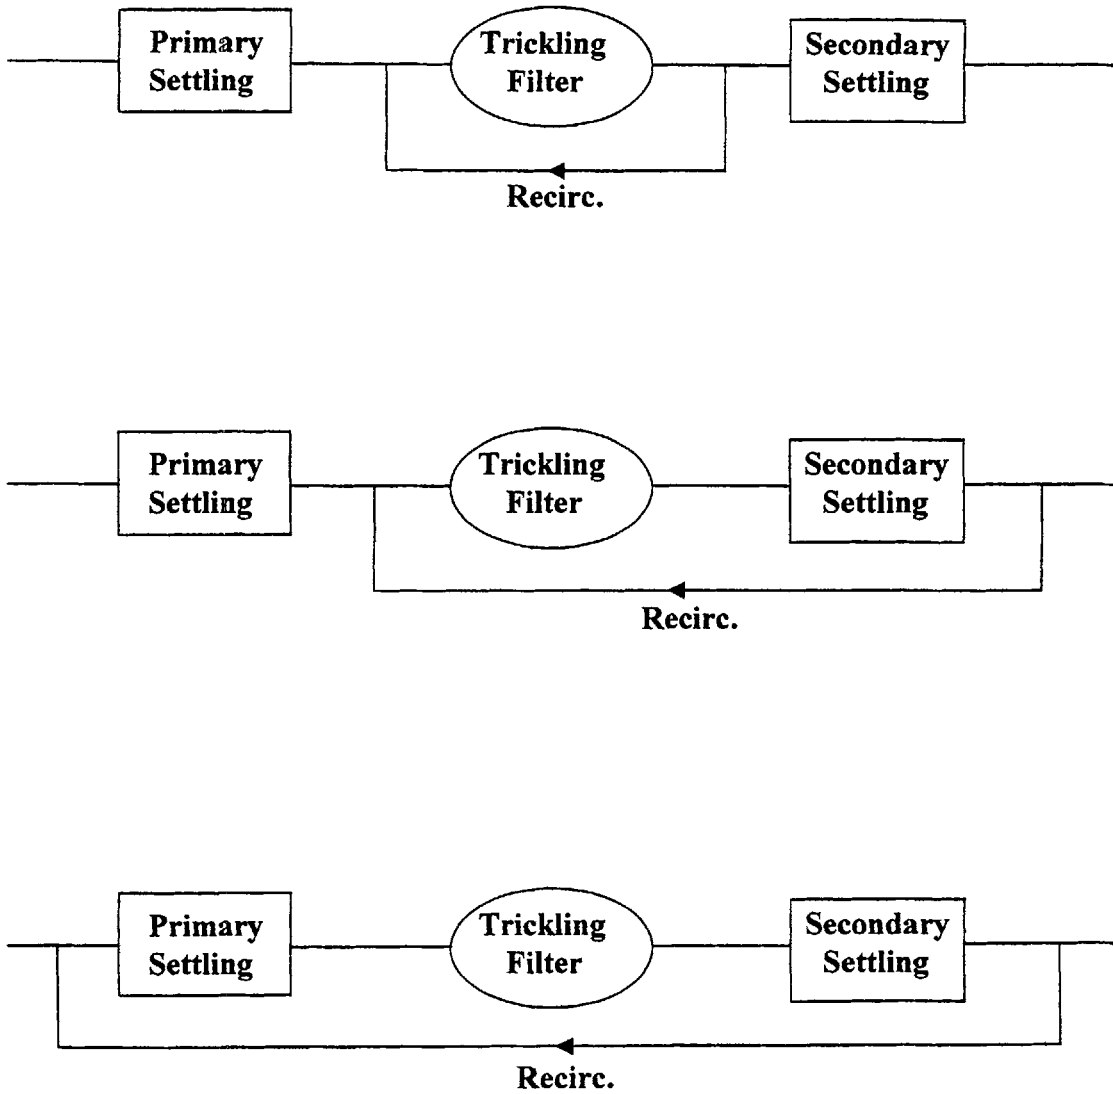 Primary
Settling
Trickling
Filter
Secondary
Settling
Recirc.
Primary
Settling
Trickling
Filter
Secondary
Settling
Recirc.
Primary
Settling
Trickling
Filter
Secondary
Settling
Recirc.